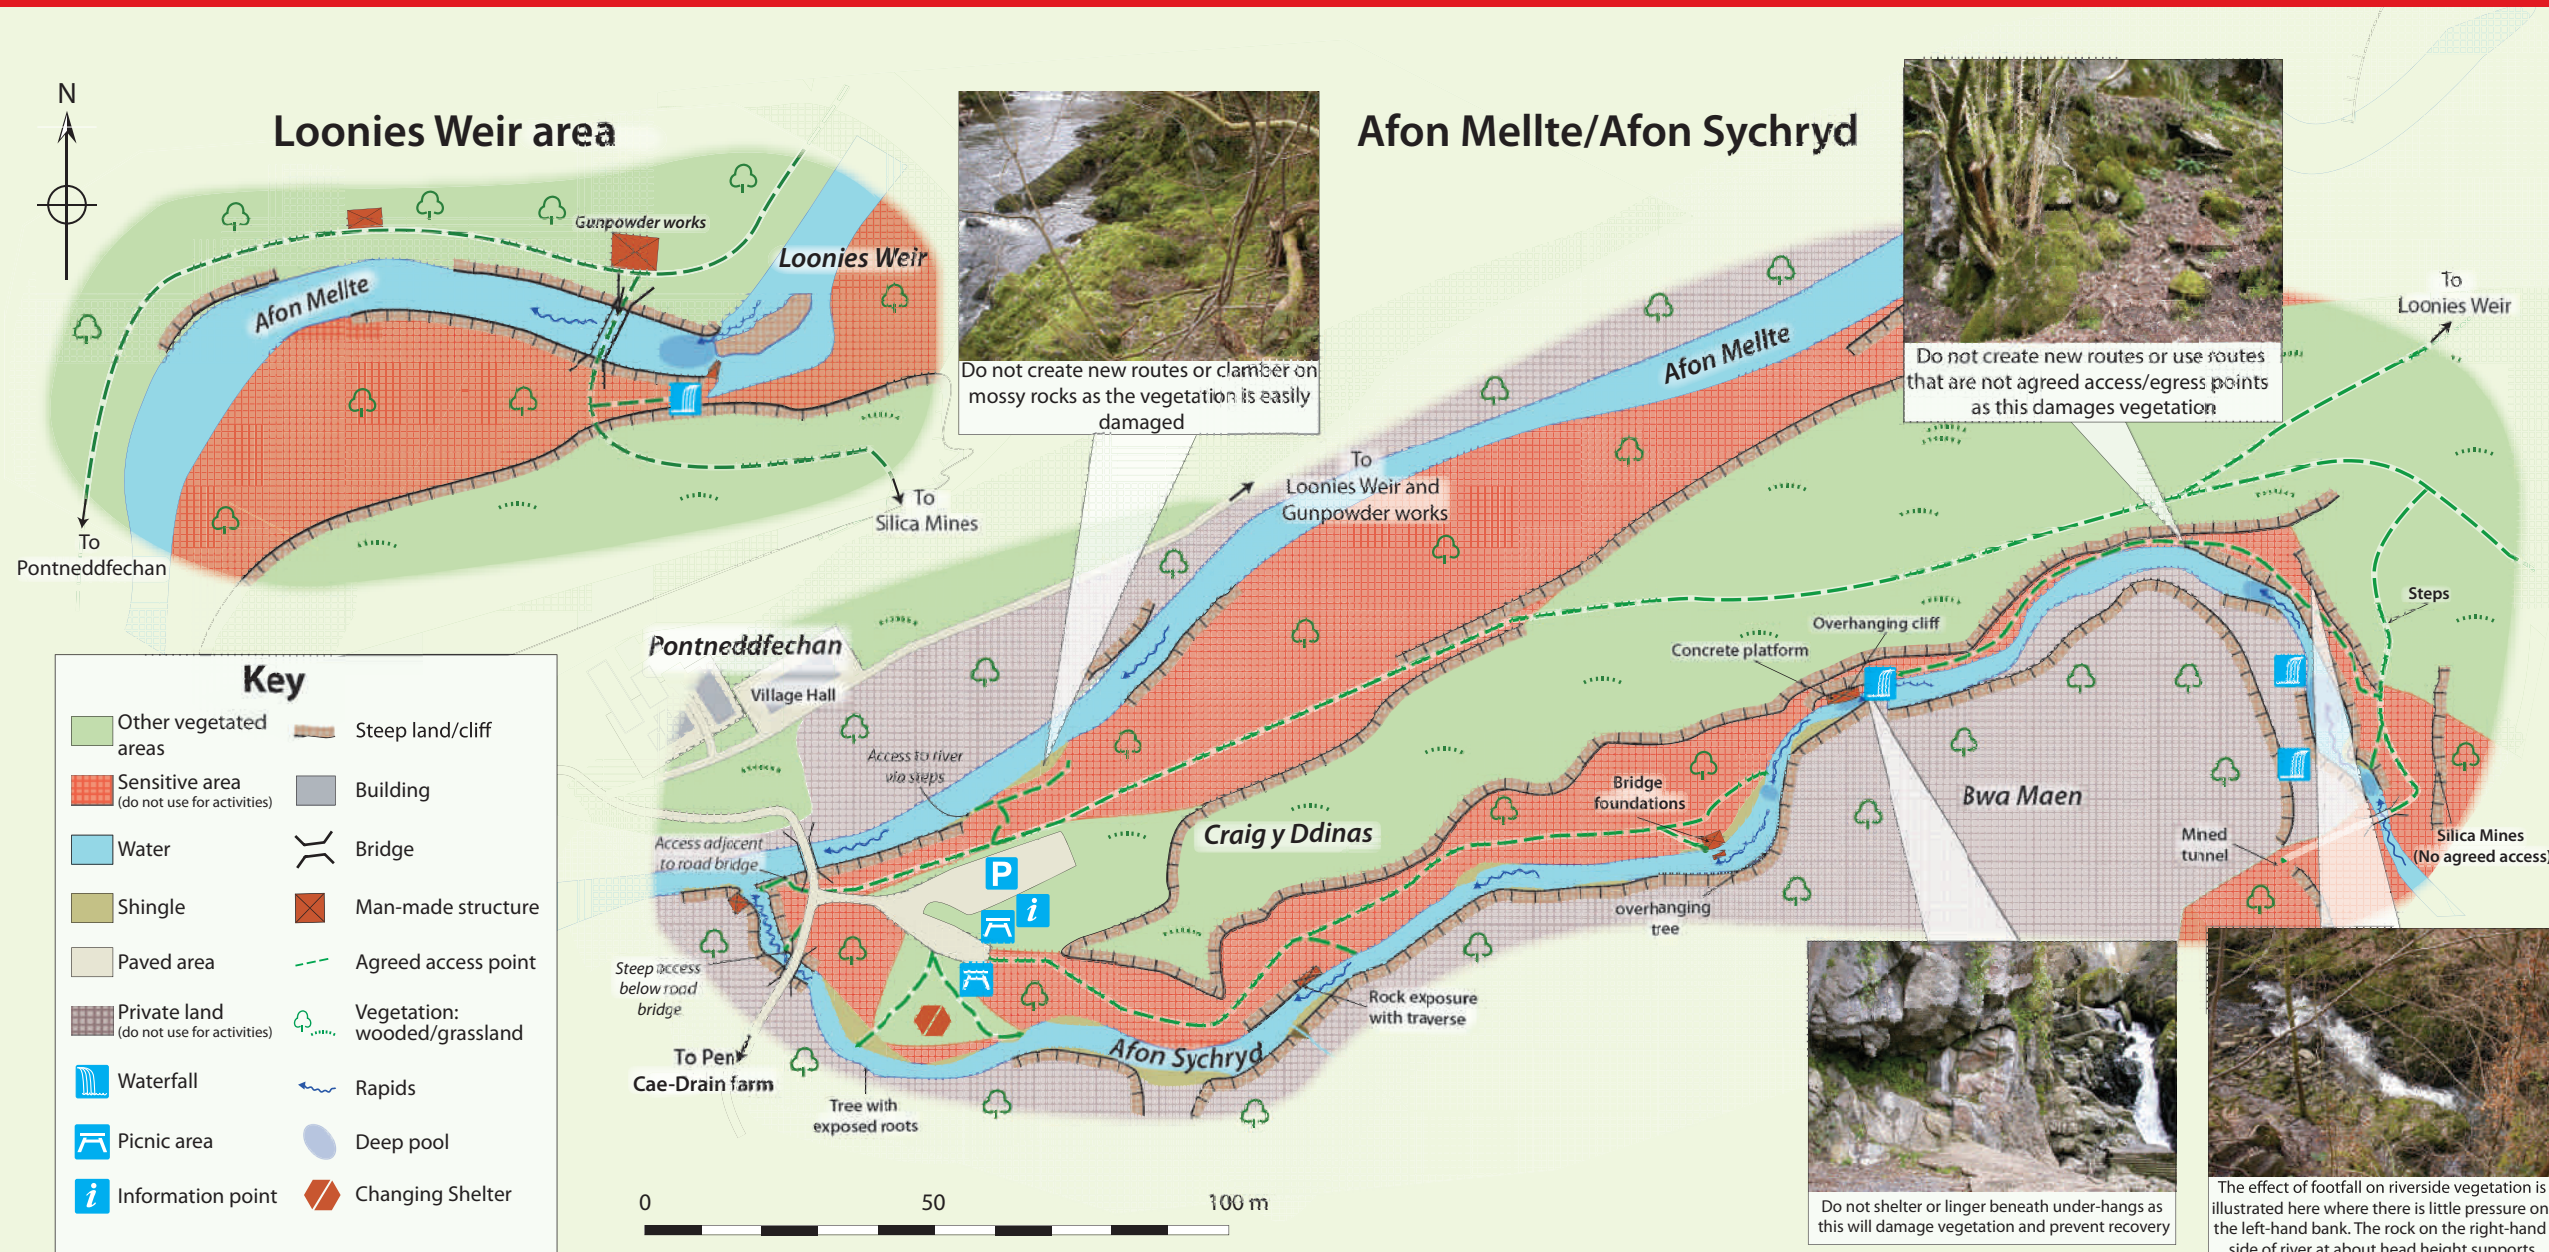 N
Loonies Weir area
Gunpowder works
Loonies Weir
Afon Mellte
To
Silica Mines
To
Pontneddfechan
Afon Mellte/Afon Sychryd
Do not create new routes or clamber on
mossy rocks as the vegetation is easily
damaged
Do not create new routes or use routes
that are not agreed access/egress points
as this damages vegetation
To
Loonies Weir
Afon Mellte
To
Loonies Weir and
Gunpowder works
Steps
Overhanging cliff
Concrete platform
Pontneddfechan
Village Hall
Access to river
via steps
Access adjacent
to road bridge
P
i
Craig y Ddinas
Bridge
foundations
Bwa Maen
Mined
tunnel
Silica Mines
(No agreed access)
overhanging
tree
Steep access
below road
bridge
Rock exposure
with traverse
Afon Sychryd
To Pen
Cae-Drain farm
Tree with
exposed roots
Key
Other vegetated
areas
Sensitive area
(do not use for activities)
Water
Shingle
Paved area
Private land
(do not use for activities)
Waterfall
Picnic area
i Information point
Steep land/cliff
Building
Bridge
Man-made structure
Agreed access point
Vegetation:
wooded/grassland
Rapids
Deep pool
Changing Shelter
0 50 100 m
Do not shelter or linger beneath under-hangs as
this will damage vegetation and prevent recovery
The effect of footfall on riverside vegetation is
illustrated here where there is little pressure on
the left-hand bank. The rock on the right-hand
side of river at about head height supports